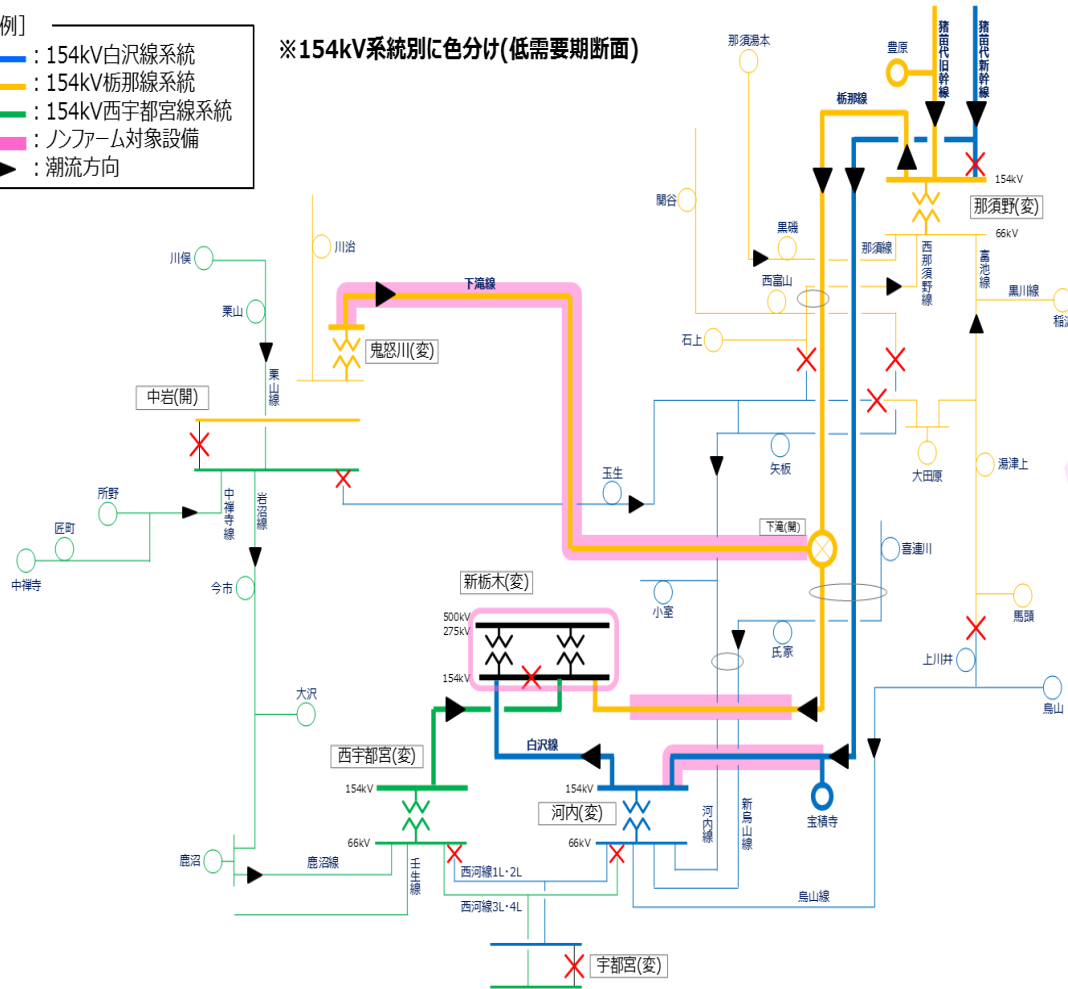 例]
: 154kV白沢線系統
: 154kV栃那線系統
: 154kV西宇都宮線系統
: ノンファーム対象設備
: 潮流方向
※154kV系統別に色分け(低需要期断面)
那須湯本
豊原
猪苗代旧幹線
猪苗代新幹線
栃那線
154kV
那須野(変)
66kV
関谷
黒磯
那須線
西那須野線
富池線
黒川線
西富山
石上
川俣
川治
栗山
栗山線
下滝線
鬼怒川(変)
中岩(開)
所野
匠町
中禅寺
中禅寺線
岩沼線
今市
玉生
矢板
大田原
湯津上
下滝(開)
喜連川
新栃木(変)
小室
氏家
馬頭
上川井
烏山
500kV
275kV
154kV
大沢
西宇都宮(変)
白沢線
154kV
154kV
河内(変)
宝積寺
河内線
新烏山線
66kV
66kV
鹿沼
鹿沼線
壬生線
西河線1L・2L
西河線3L・4L
烏山線
宇都宮(変)